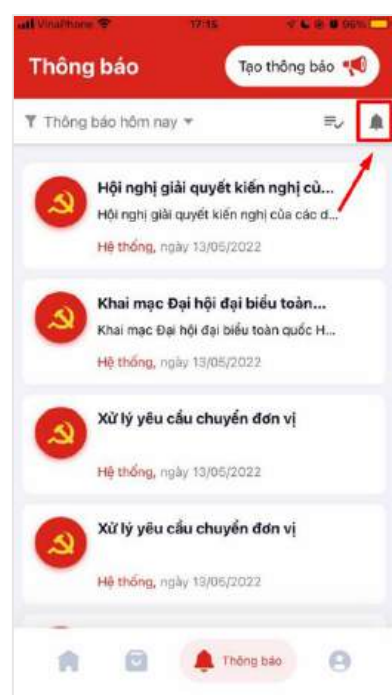 VinaPhone 17:15 96%
Thông báo
Tạo thông báo
Thông báo hôm nay
Hội nghị giải quyết kiến nghị củ...
Hội nghị giải quyết kiến nghị của các d...
Hệ thống, ngày 13/05/2022
Khai mạc Đại hội đại biểu toàn...
Khai mạc Đại hội đại biểu toàn quốc H...
Hệ thống, ngày 13/05/2022
Xử lý yêu cầu chuyển đơn vị
Hệ thống, ngày 13/05/2022
Xử lý yêu cầu chuyển đơn vị
Hệ thống, ngày 13/05/2022
Thông báo